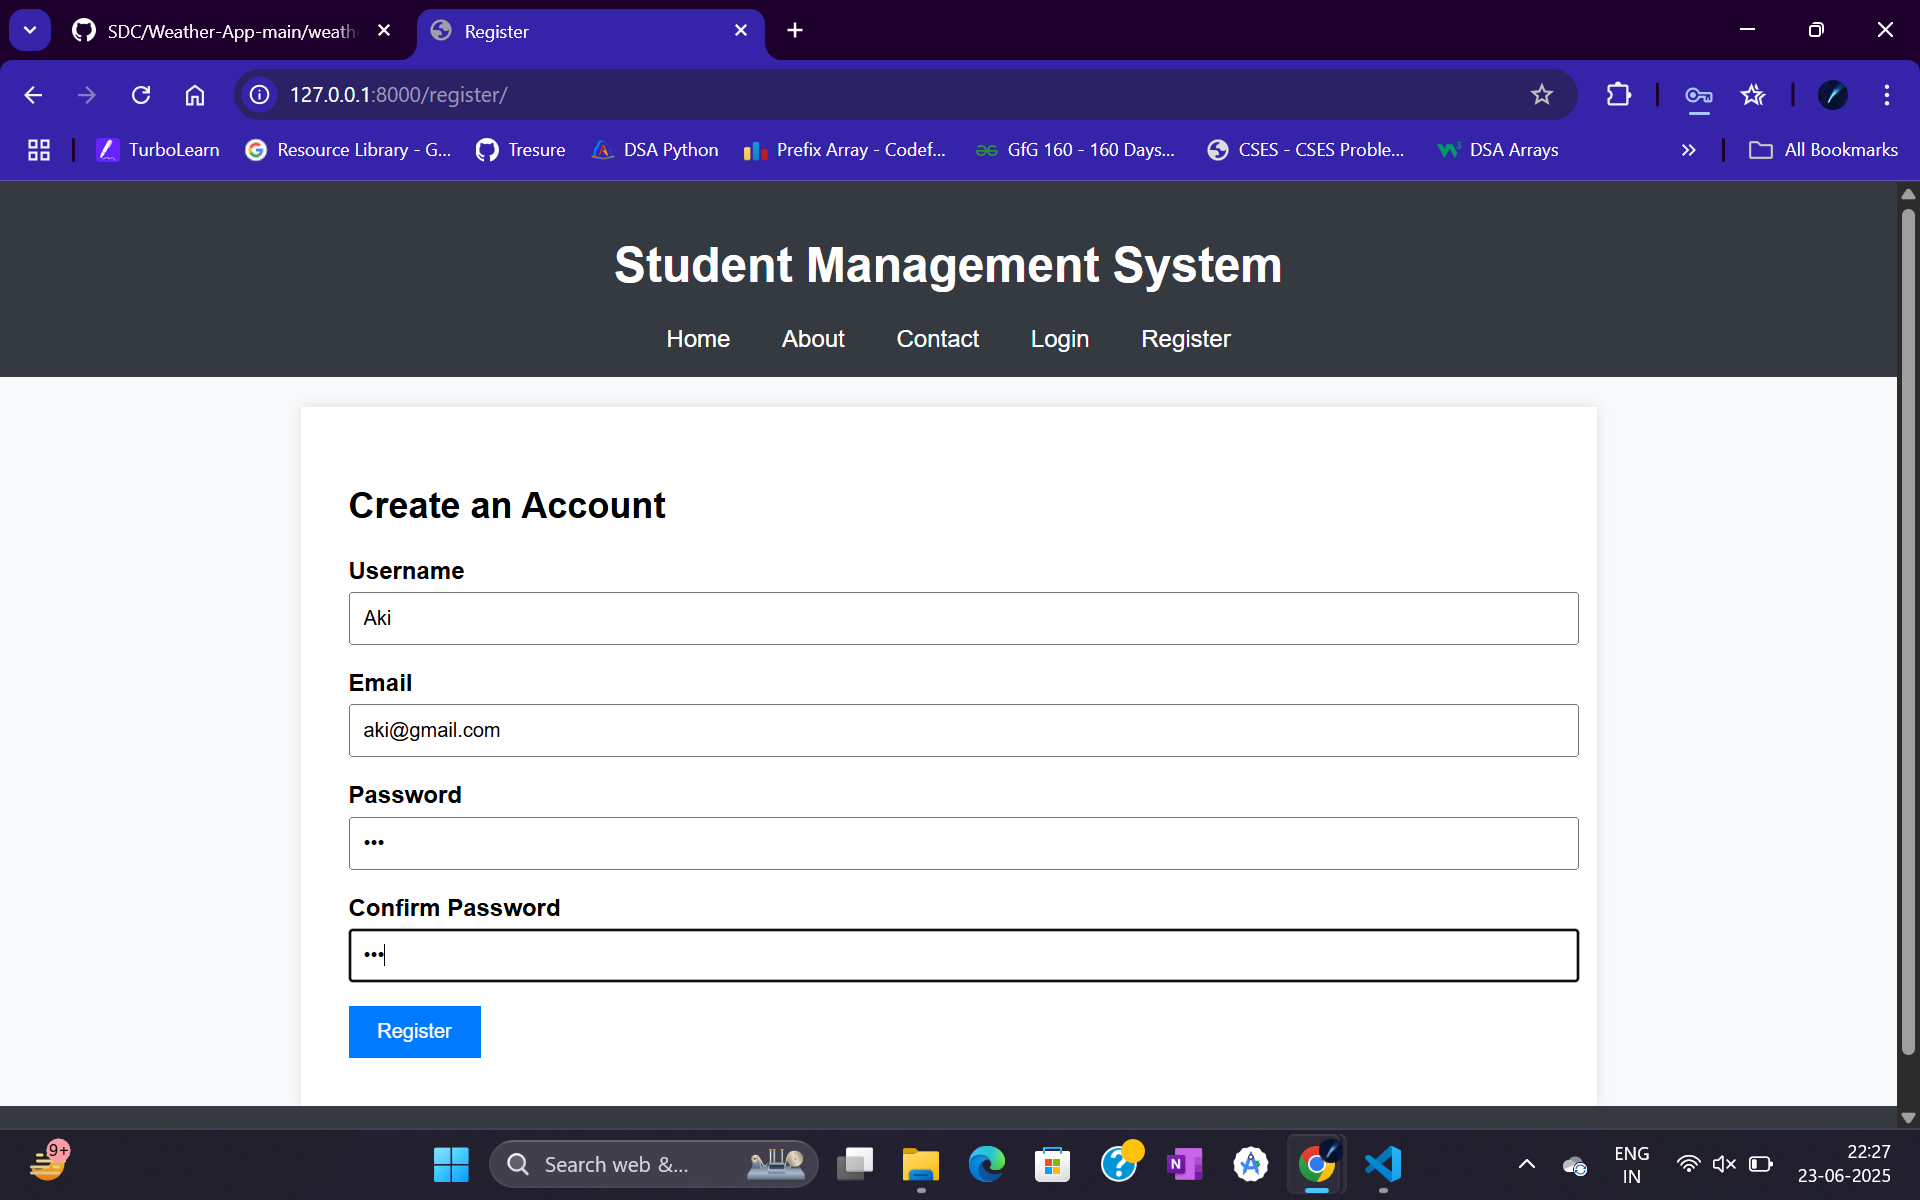 SDC/Weather-App-main/weath
Register
127.0.0.1:8000/register/
TurboLearn
Resource Library - G...
Tresure
DSA Python
Prefix Array - Codef...
GfG 160 - 160 Days...
CSES - CSES Proble...
DSA Arrays
All Bookmarks
Student Management System
Home About Contact Login Register
Create an Account
Username
Aki
Email
aki@gmail.com
Password
•••
Confirm Password
•••
Register
9+
Search web &...
ENG
IN
22:27
23-06-2025